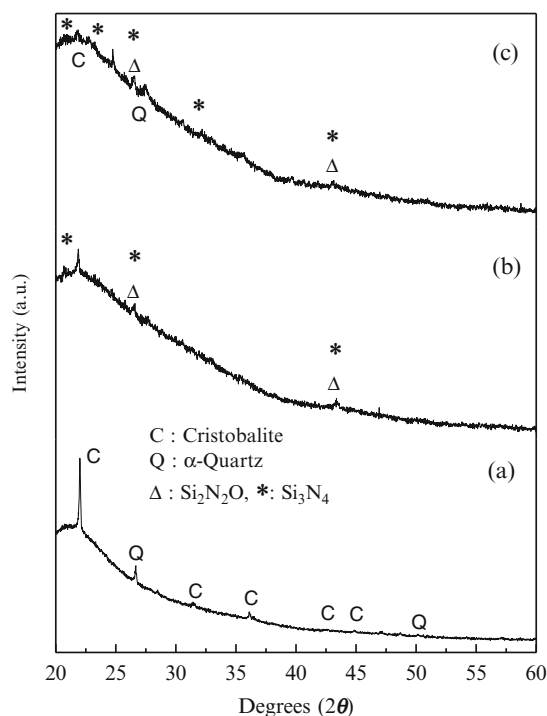 * * *
(c)
C Δ
*
Q
*
Δ
(b)
* *
Δ
*
Δ
Intensity (a.u.)
C : Cristobalite
Q : α-Quartz
Δ : Si₂N₂O, *: Si₃N₄
(a)
C
Q
C C C C Q
20 25 30 35 40 45 50 55 60
Degrees (2θ)